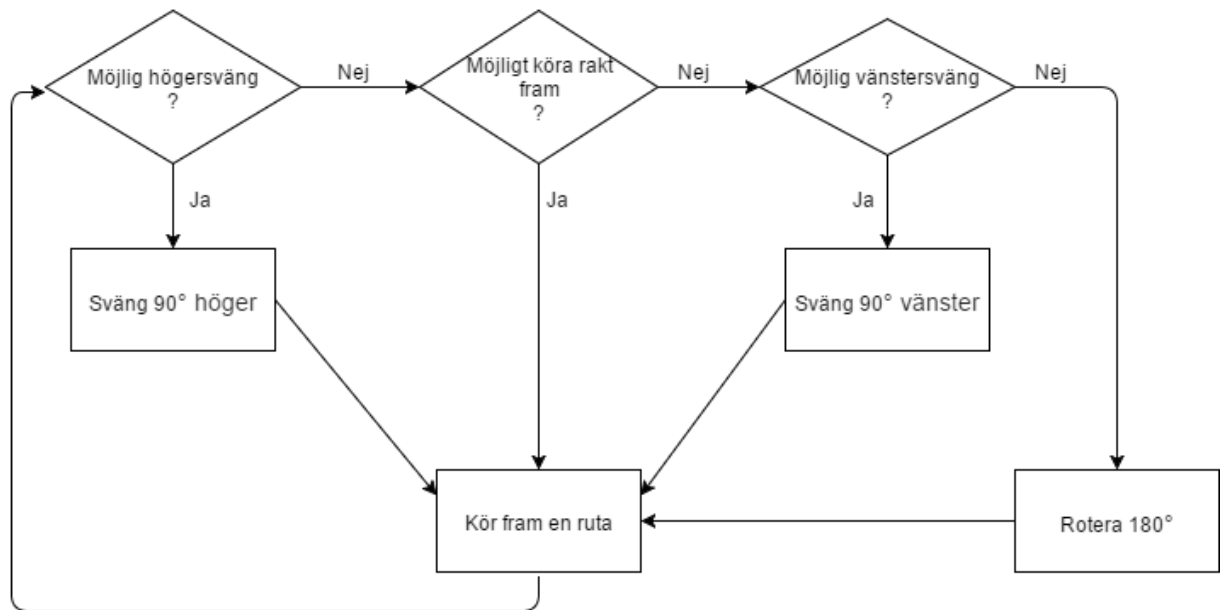 Möjlig högersväng
?
Nej
Möjligt köra rakt
fram
?
Nej
Möjlig vänstersväng
?
Nej
Ja
Ja
Ja
Sväng 90° höger
Sväng 90° vänster
Kör fram en ruta
Rotera 180°